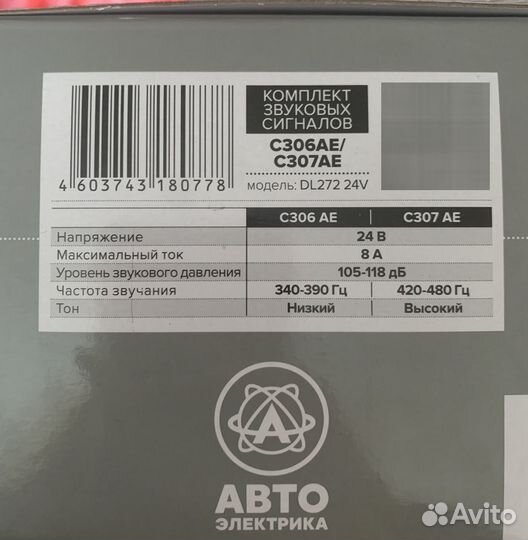 КОМПЛЕКТ
ЗВУКОВЫХ
СИГНАЛОВ
C306AE/
C307AE
модель: DL272 24V
4 603743 180778
C306 AE C307 AE
Напряжение 24 В
Максимальный ток 8 А
Уровень звукового давления 105-118 дБ
Частота звучания 340-390 Гц 420-480 Гц
Тон Низкий Высокий
АВТО
ЭЛЕКТРИКА
Avito